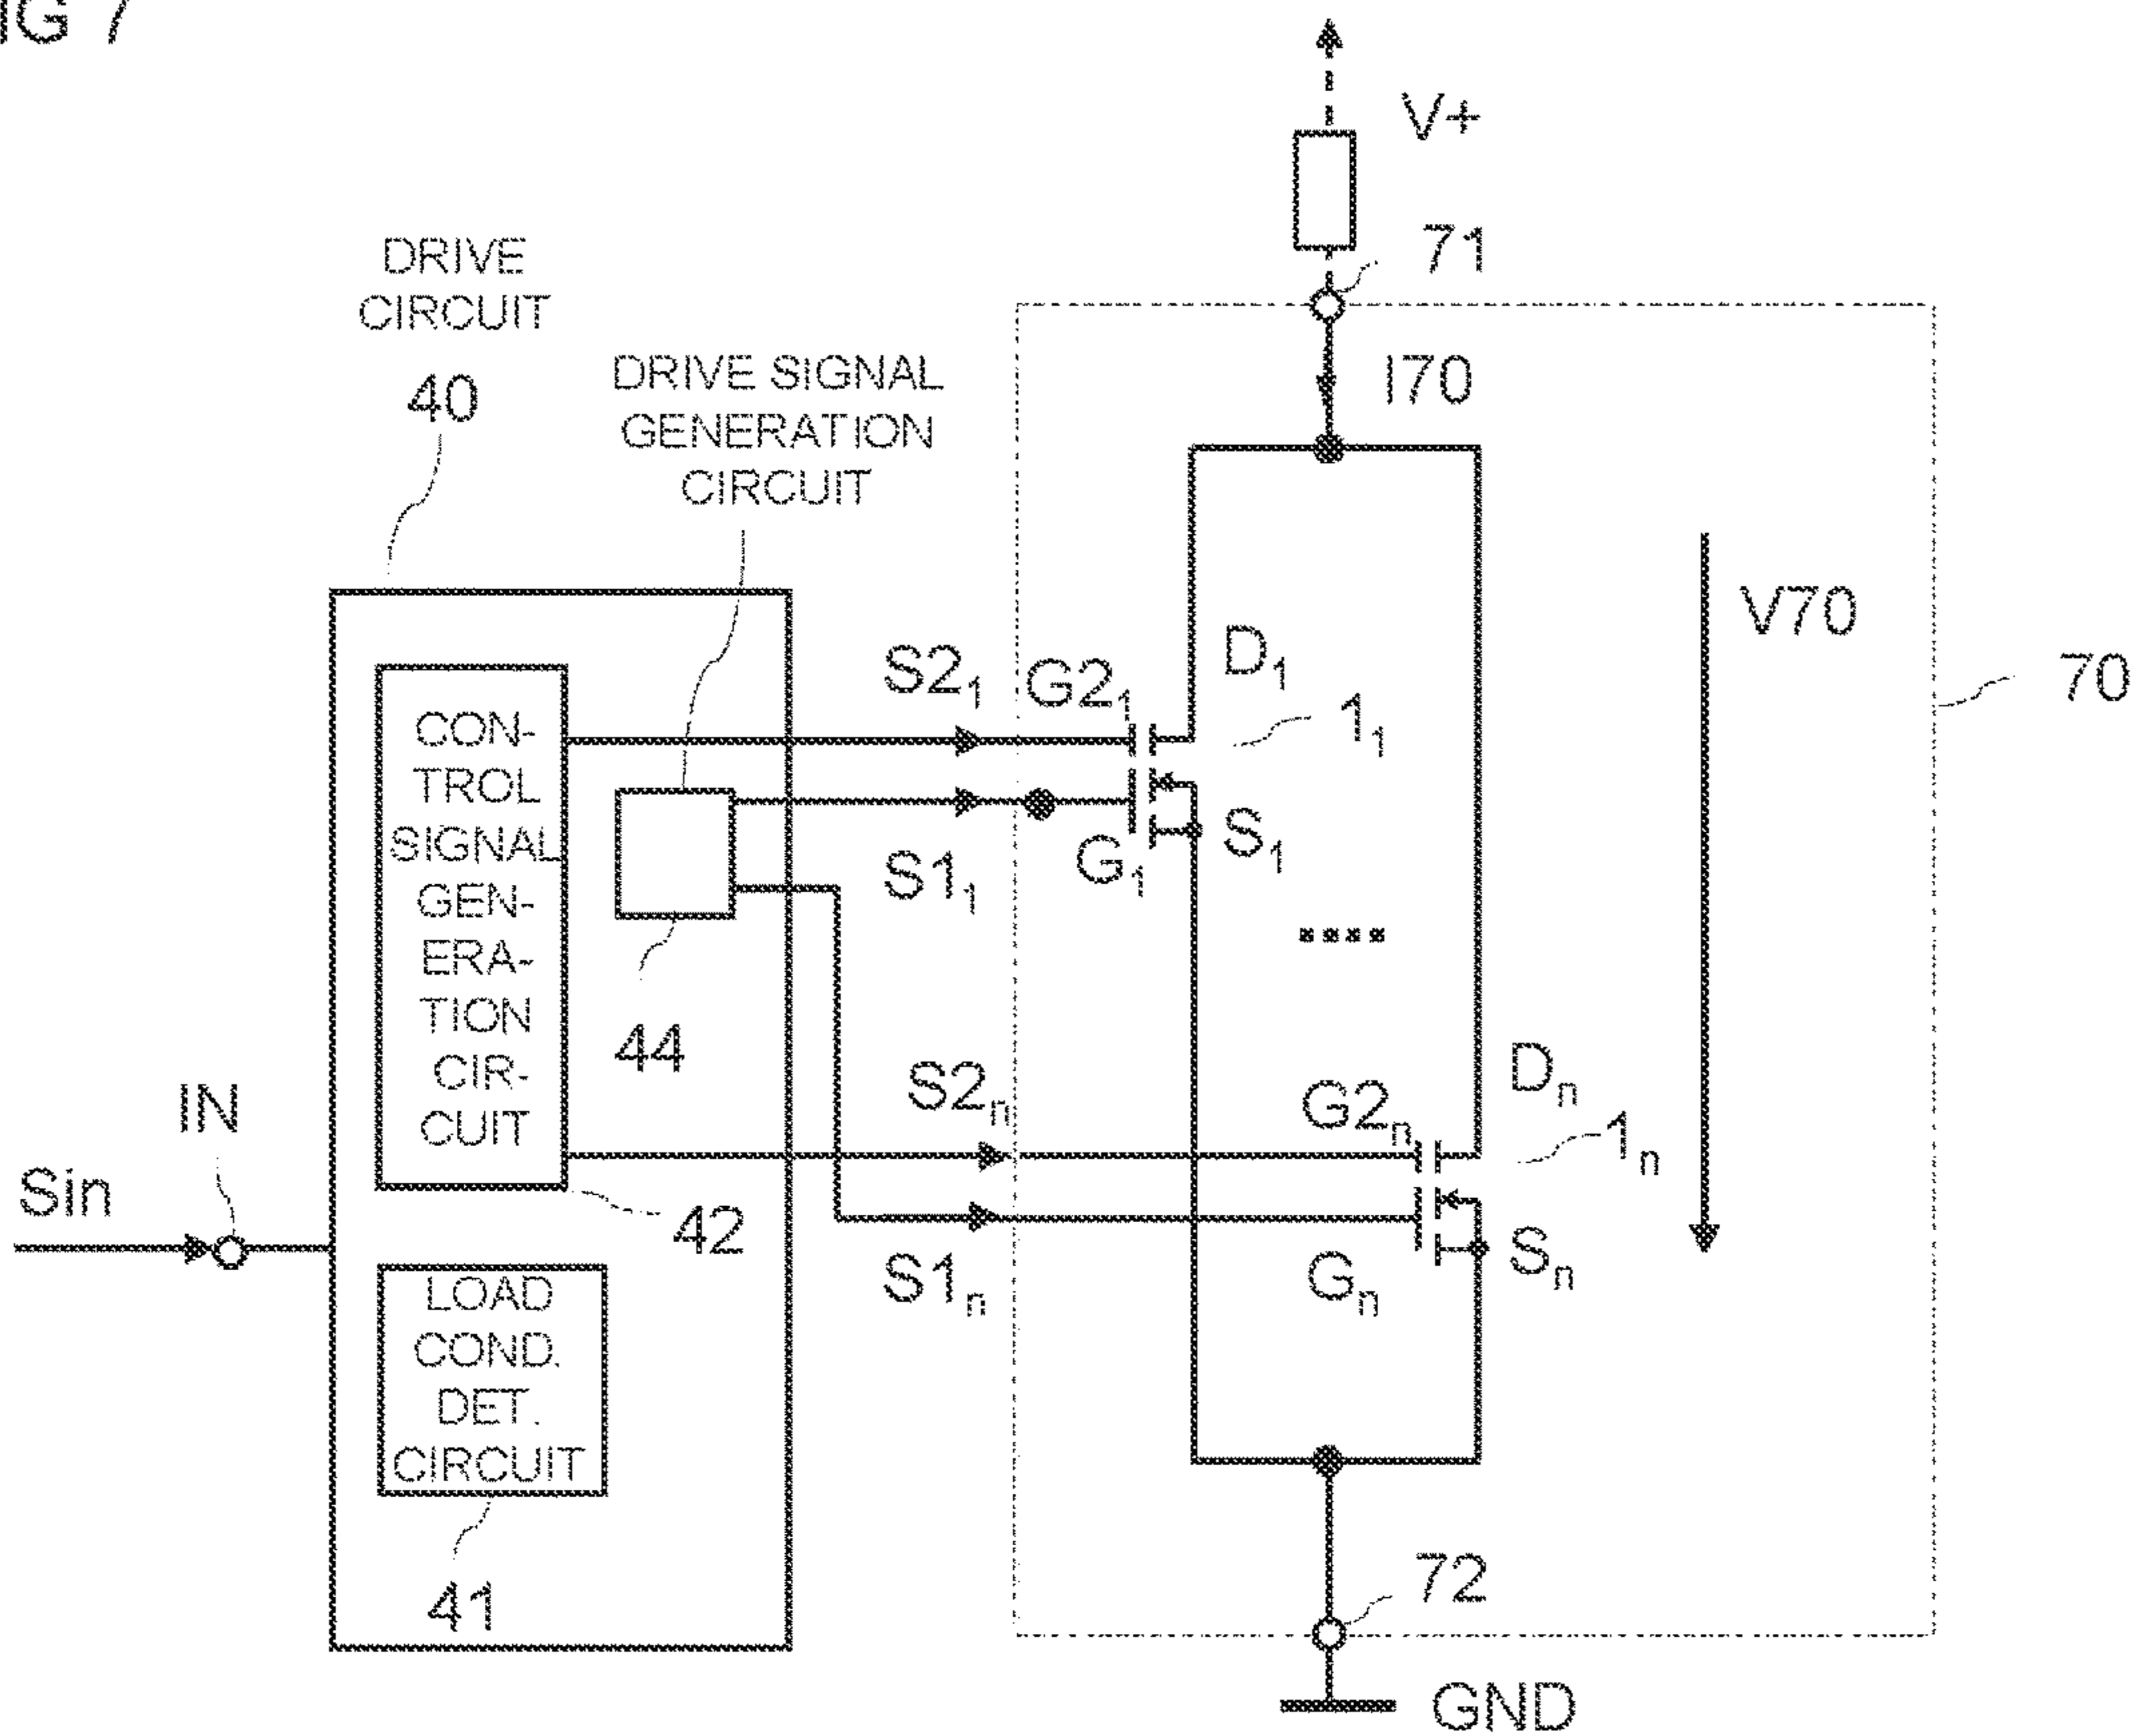 IG 7
V+
71
DRIVE
CIRCUIT
40
DRIVE SIGNAL
GENERATION
CIRCUIT
I70
V70
70
S2₁
G2₁
D₁
1₁
CON-
TROL
SIGNAL
GEN-
ERA-
TION
CIR-
CUIT
S1₁
G₁
S₁
44
S2ₙ
G2ₙ
Dₙ
1ₙ
IN
Sin
42
S1ₙ
Gₙ
Sₙ
LOAD
COND.
DET.
CIRCUIT
41
72
GND